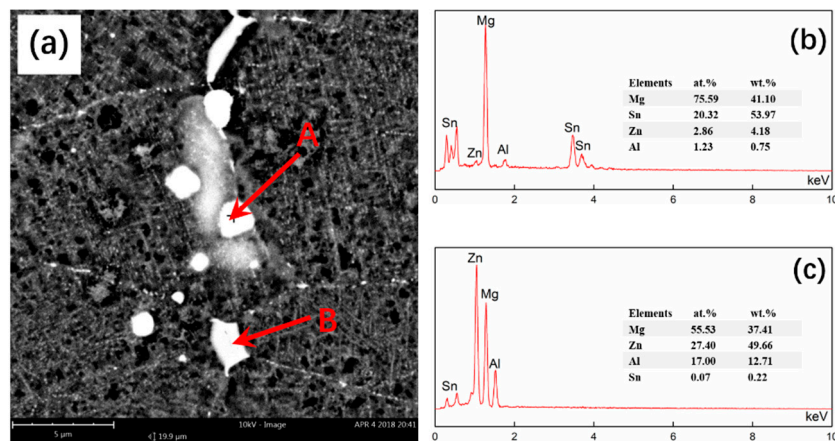 (a)
A
B
5 µm
19.9 µm
10kV - Image
APR 4 2018 20:41
(b)
Mg
Sn
Zn
Al
Sn
Sn
Elements at.% wt.%
Mg 75.59 41.10
Sn 20.32 53.97
Zn 2.86 4.18
Al 1.23 0.75
keV
0 2 4 6 8 10
(c)
Zn
Mg
Al
Sn
Elements at.% wt.%
Mg 55.53 37.41
Zn 27.40 49.66
Al 17.00 12.71
Sn 0.07 0.22
keV
0 2 4 6 8 10